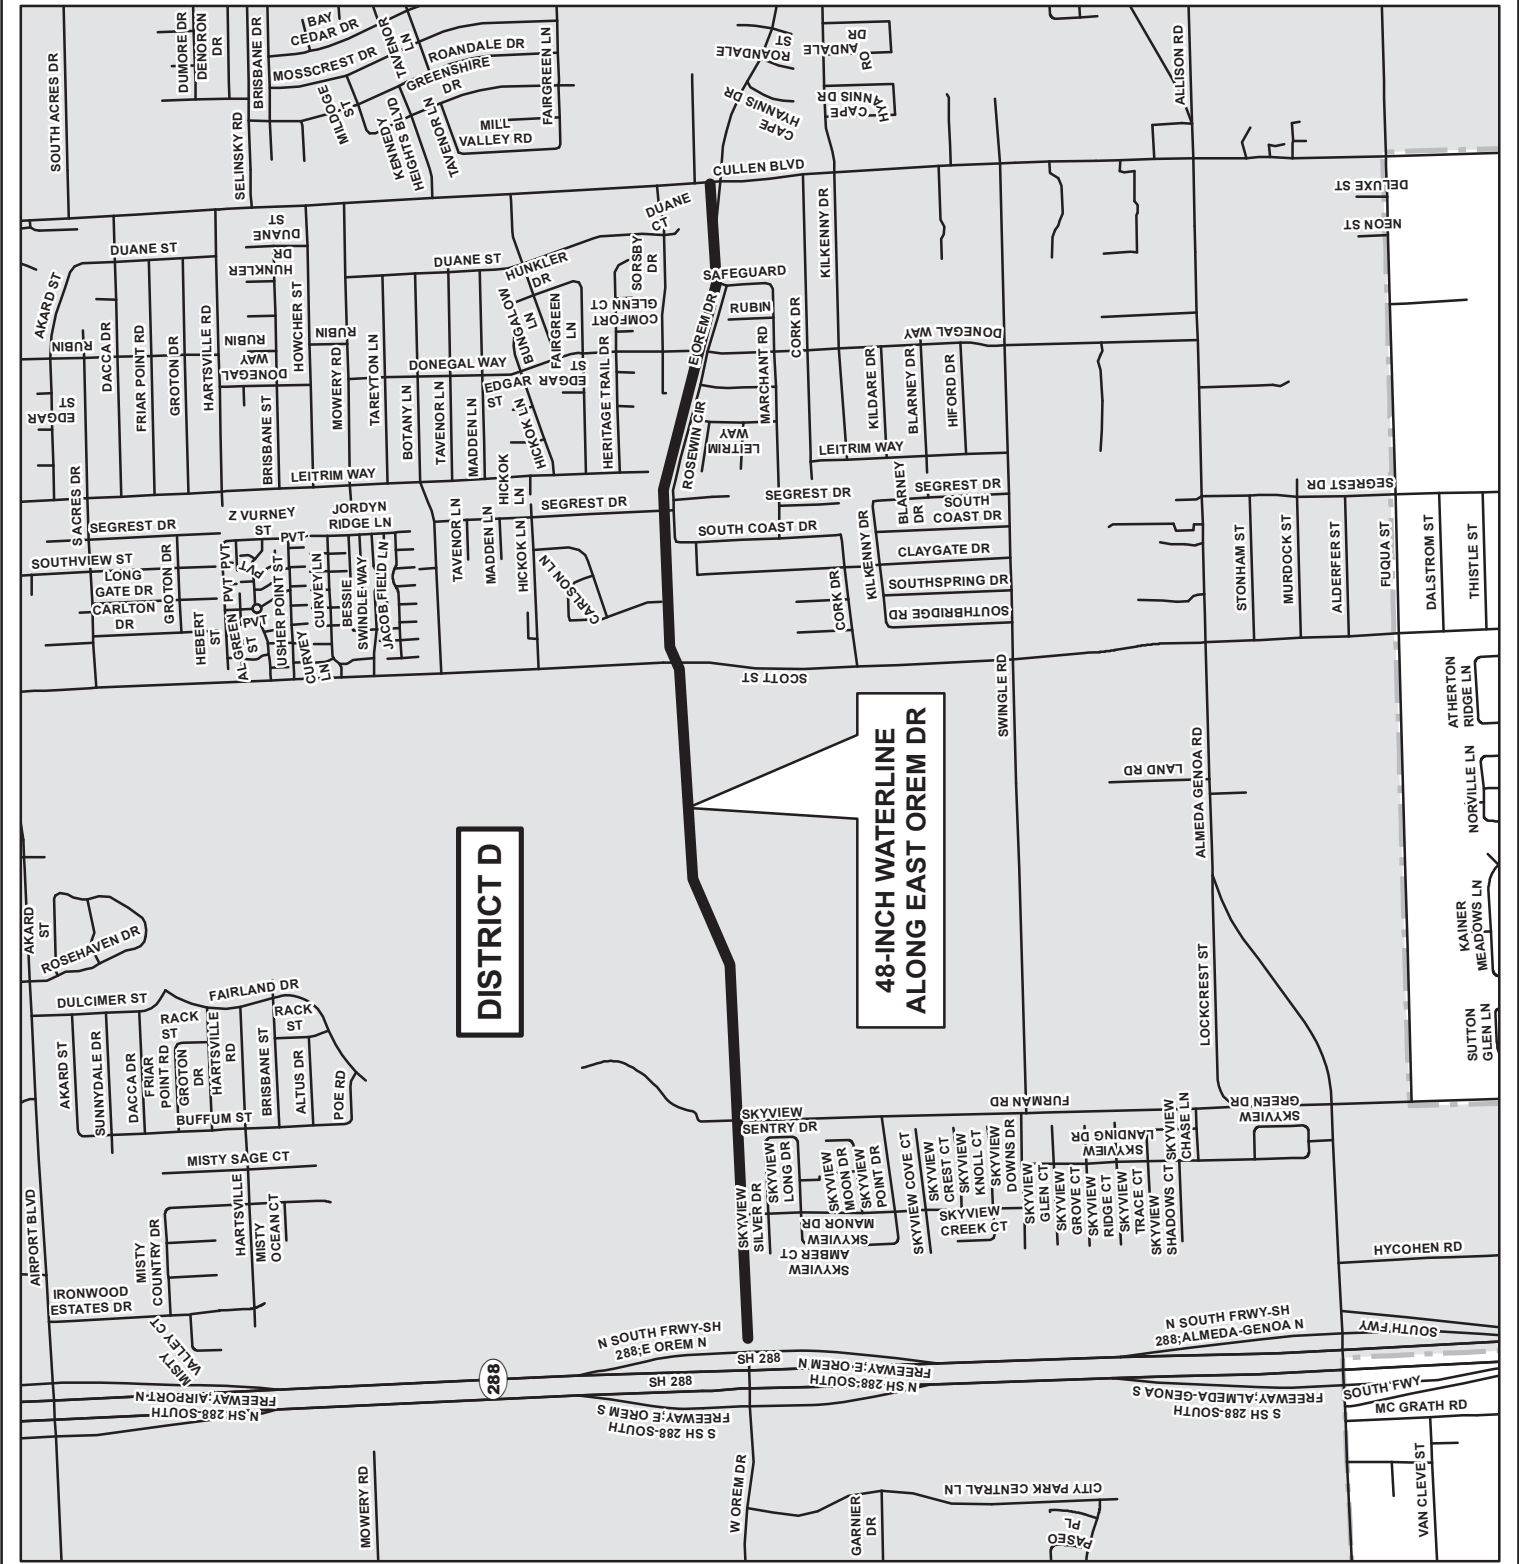 SOUTH ACRES DR
DUMORE DR
DENORON
DR
SELINSKY RD
BRISBANE DR
BAY
CEDAR DR
MOSSCREST DR
TAVENOR
LN
ROANDALE DR
GREENSHIRE
DR
MILDOGE
ST
KENNEDY
HEIGHTS BLVD
TAVENOR LN
MILL
VALLEY RD
FAIRGREEN LN
ROANDALE
ST
ROANDALE
DR
CAPE
HYANNIS DR
CAPE
HYANNIS DR
ALLISON RD
CULLEN BLVD
DELUXE ST
NEON ST
AKARD ST
DUANE ST
DUANE
ST
HUNKLER
DR
DUANE ST
HUNKLER
DR
DUANE
CT
SORSBY
DR
COMFORT
GLENN CT
SAFEGUARD
E OREM DR
RUBIN
KILKENNY DR
CORK DR
MARCHANT RD
DONEGAL WAY
RUBIN
DACCA DR
FRIAR POINT RD
GROTON DR
HARTSVILLE RD
RUBIN
DONEGAL
WAY
HOWCHER ST
RUBIN
MOWERY RD
TAREYTON LN
DONEGAL WAY
BUNGALOW
LN
FAIRGREEN
LN
EDGAR
ST
EDGAR
ST
EDGAR
ST
BRISBANE ST
BOTANY LN
TAVENOR LN
MADDEN LN
HICKOK LN
HERITAGE TRAIL DR
ROSEWIN CIR
LEITRIM
WAY
KILDARE DR
BLARNEY DR
HIFORD DR
LEITRIM WAY
LEITRIM WAY
S ACRES DR
SEGREST DR
Z VURNEY
ST
JORDYN
RIDGE LN
HICKOK
LN
SEGREST DR
SEGREST DR
BLARNEY
DR
SEGREST DR
SOUTH
COAST DR
SEGREST DR
SOUTHVIEW ST
LONG
GATE DR
CARLTON
DR
GROTON DR
HEBERT
ST
PVT
PVT
PVT
PVT
PVT
AL GREEN
ST
USHER POINT ST
CURVEY LN
CURVEY
LN
BESSIE
SWINDLE WAY
JACOB FIELD LN
TAVENOR LN
MADDEN LN
HICKOK LN
CARLSON LN
SOUTH COAST DR
CORK DR
KILKENNY DR
CLAYGATE DR
SOUTHSPRING DR
SOUTHBRIDGE RD
STONHAM ST
MURDOCK ST
ALDERFER ST
FUQUA ST
DALSTROM ST
THISTLE ST
SCOTT ST
SWINGLE RD
48-INCH WATERLINE
ALONG EAST OREM DR
DISTRICT D
LAND RD
ALMEDA GENOA RD
ATHERTON
RIDGE LN
NORVILLE LN
KAINER
MEADOWS LN
SUTTON
GLEN LN
AKARD
ST
ROSEHAVEN DR
DULCIMER ST
RACK
ST
FAIRLAND DR
RACK
ST
AKARD ST
SUNNYDALE DR
DACCA DR
FRIAR
POINT RD
GROTON
DR
HARTSVILLE
RD
BRISBANE ST
ALTUS DR
POE RD
BUFFUM ST
LOCKCREST ST
SKYVIEW
SENTRY DR
FURMAN RD
SKYVIEW
GREEN DR
MISTY SAGE CT
AIRPORT BLVD
HARTSVILLE
MISTY
OCEAN CT
MISTY
COUNTRY DR
IRONWOOD
ESTATES DR
MISTY
VALLEY CT
SKYVIEW
SILVER DR
SKYVIEW
LONG DR
SKYVIEW
MOON DR
SKYVIEW
POINT DR
SKYVIEW
MANOR DR
SKYVIEW
AMBER CT
SKYVIEW COVE CT
SKYVIEW
CREST CT
SKYVIEW
KNOLL CT
SKYVIEW
DOWNS DR
SKYVIEW
CREEK CT
SKYVIEW
GLEN CT
SKYVIEW
GROVE CT
SKYVIEW
RIDGE CT
SKYVIEW
TRACE CT
SKYVIEW
SHADOWS CT
SKYVIEW
LANDING DR
SKYVIEW
CHASE LN
HYCOHEN RD
N SOUTH FRWY-SH
288;E OREM N
N SOUTH FRWY-SH
288;ALMEDA-GENOA N
SOUTH FWY
N SH 288-SOUTH
FREEWAY;AIRPORT-N
288
SH 288
SH 288
N SH 288-SOUTH
FREEWAY;E OREM N
S SH 288-SOUTH
FREEWAY;E OREM S
S SH 288-SOUTH
FREEWAY;ALMEDA-GENOA S
SOUTH FWY
MC GRATH RD
MOWERY RD
W OREM DR
GARNIER
DR
CITY PARK CENTRAL LN
PASEO
PL
VAN CLEVE ST